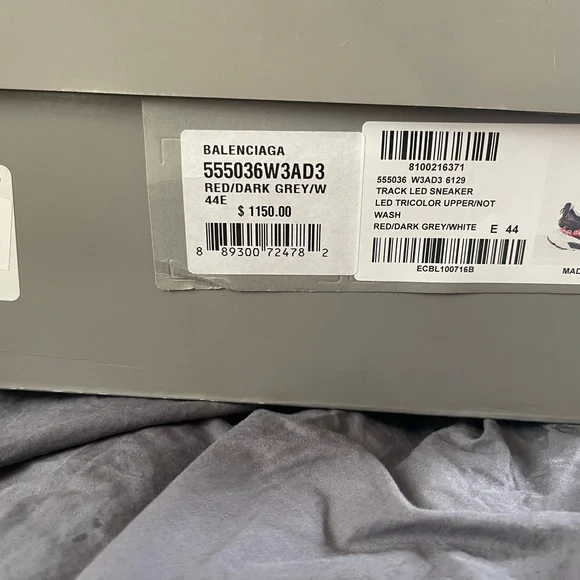 BALENCIAGA
555036W3AD3
RED/DARK GREY/W
44E
$ 1150.00
8 89300 72478 2
8100216371
555036 W3AD3 6129
TRACK LED SNEAKER
LED TRICOLOR UPPER/NOT
WASH
RED/DARK GREY/WHITE E 44
ECBL100716B
MAD